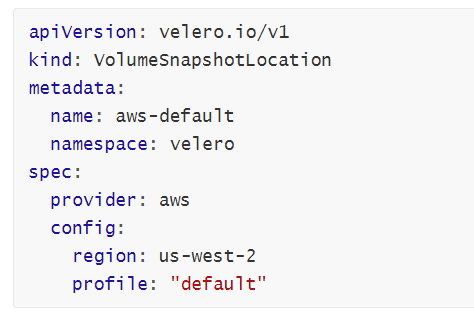 apiVersion: velero.io/v1
kind: VolumeSnapshotLocation
metadata:
  name: aws-default
  namespace: velero
spec:
  provider: aws
  config:
    region: us-west-2
    profile: "default"